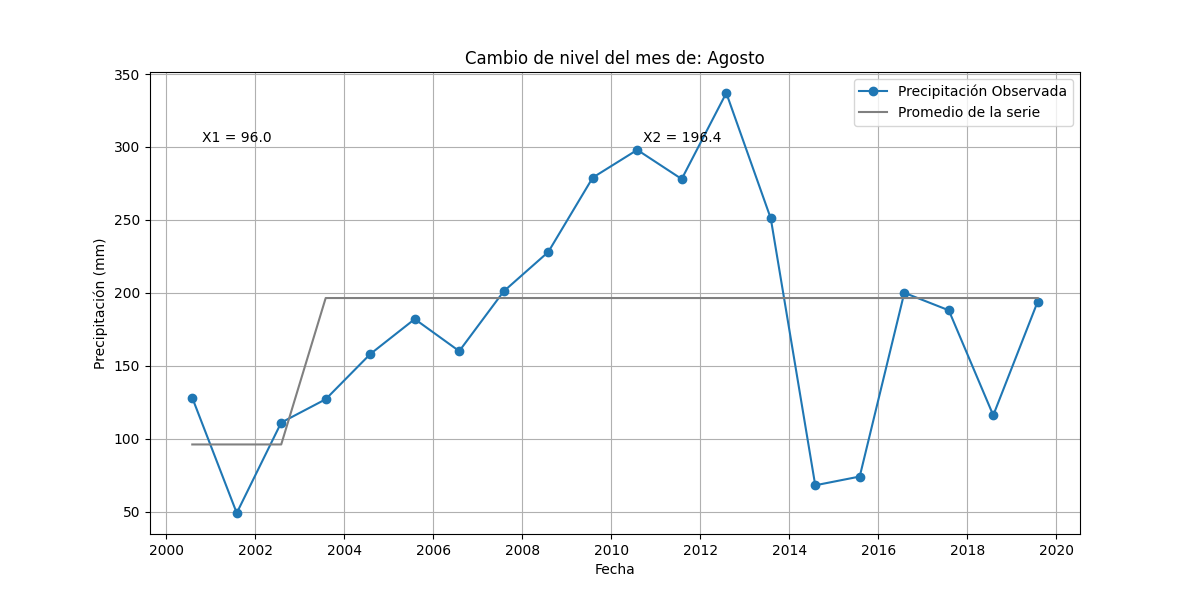 Cambio de nivel del mes de: Agosto
Precipitación Observada
Promedio de la serie
X1 = 96.0
X2 = 196.4
Precipitación (mm)
350
300
250
200
150
100
50
2000 2002 2004 2006 2008 2010 2012 2014 2016 2018 2020
Fecha